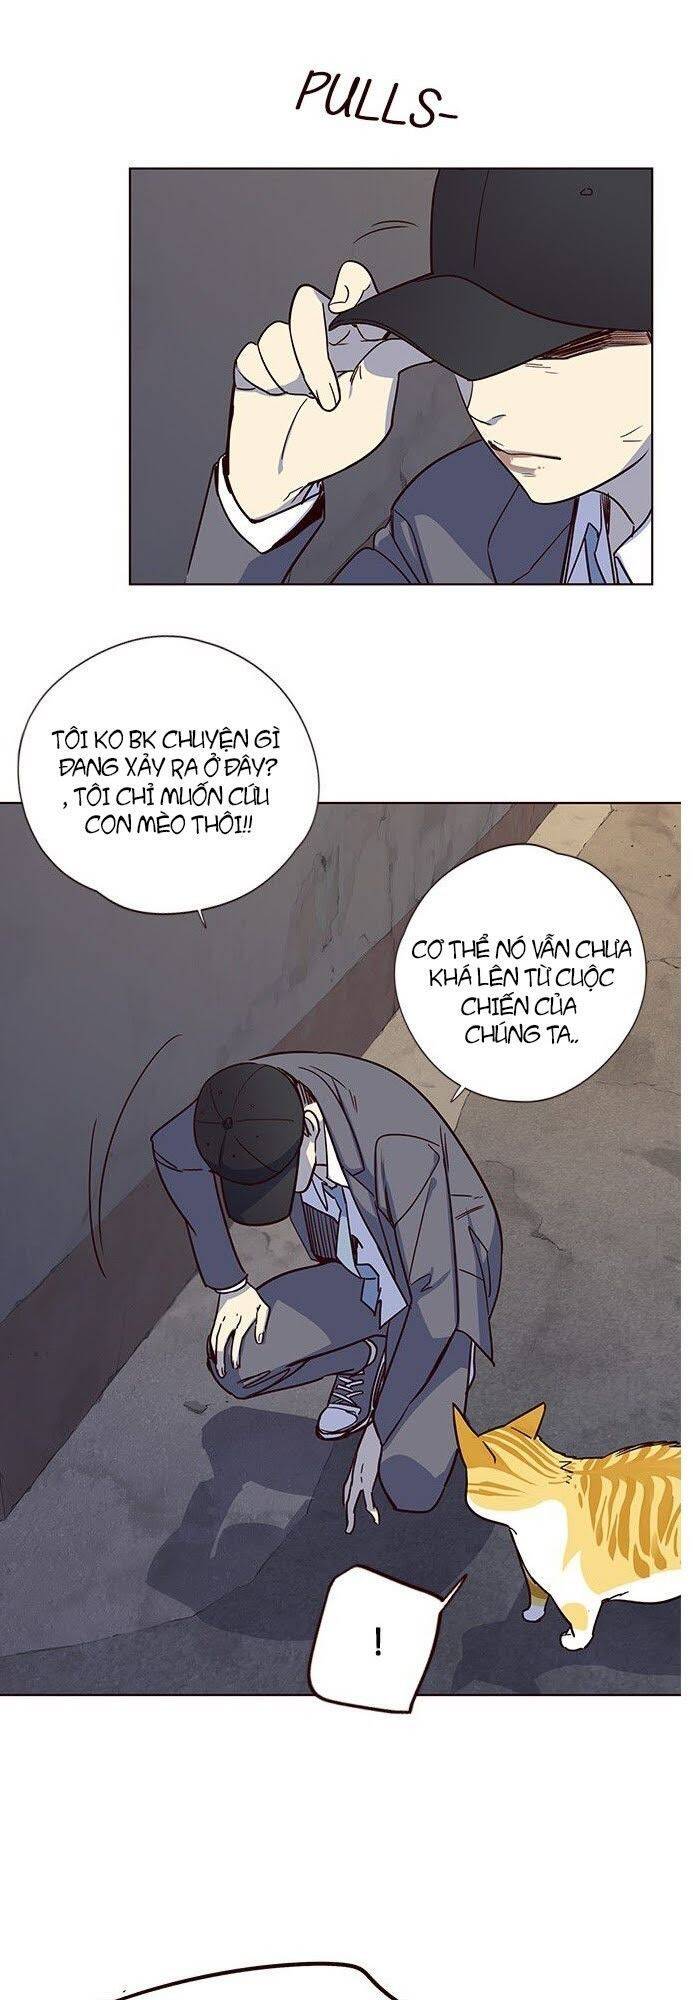 PULLS-
TÔI KO BK CHUYỆN GÌ
ĐANG XẢY RA Ở ĐÂY?
, TÔI CHỈ MUỐN CỨU
CON MÈO THÔI!!
CƠ THỂ NÓ VẪN CHƯA
KHÁ LÊN TỪ CUỘC
CHIẾN CỦA
CHÚNG TA..
!